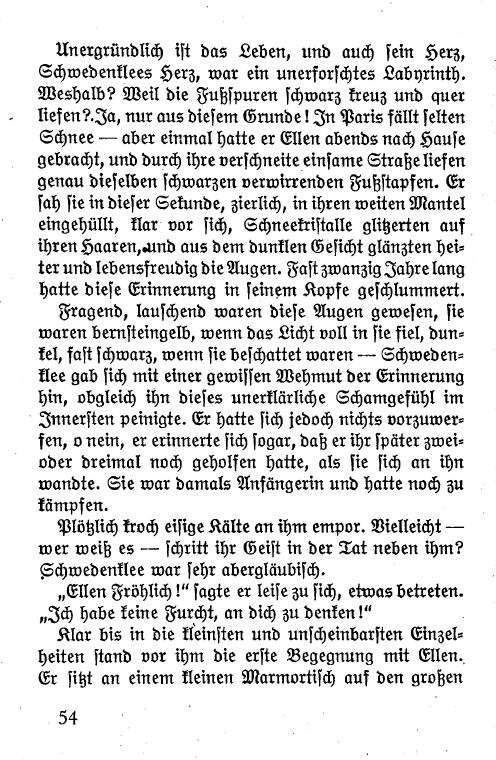 Unergründlich ist das Leben, und auch sein Herz,
Schwedenklees Herz, war ein unerforschtes Labyrinth.
Weshalb? Weil die Fußspuren schwarz kreuz und quer
liefen? Ja, nur aus diesem Grunde! In Paris fällt selten
Schnee — aber einmal hatte er Ellen abends nach Hause
gebracht, und durch ihre verschneite einsame Straße liefen
genau dieselben schwarzen verwirrenden Fußstapfen. Er
sah sie in dieser Sekunde, zierlich, in ihren weiten Mantel
eingehüllt, klar vor sich, Schneekristalle glitzerten auf
ihren Haaren, und aus dem dunklen Gesicht glänzten hei-
ter und lebensfreudig die Augen. Fast zwanzig Jahre lang
hatte diese Erinnerung in seinem Kopfe geschlummert.
Fragend, lauschend waren diese Augen gewesen, sie
waren bernsteingelb, wenn das Licht voll in sie fiel, dun-
kel, fast schwarz, wenn sie beschattet waren — Schweden-
klee gab sich mit einer gewissen Wehmut der Erinnerung
hin, obgleich ihn dieses unerklärliche Schamgefühl im
Innersten peinigte. Er hatte sich jedoch nichts vorzuwer-
fen, o nein, er erinnerte sich sogar, daß er ihr später zwei-
oder dreimal noch geholfen hatte, als sie sich an ihn
wandte. Sie war damals Anfängerin und hatte noch zu
kämpfen.
Plötzlich kroch eisige Kälte an ihm empor. Vielleicht —
wer weiß es — schritt ihr Geist in der Tat neben ihm?
Schwedenklee war sehr abergläubisch.
„Ellen Fröhlich!“ sagte er leise zu sich, etwas betreten.
„Ich habe keine Furcht, an dich zu denken!“
Klar bis in die kleinsten und unscheinbarsten Einzel-
heiten stand vor ihm die erste Begegnung mit Ellen.
Er sitzt an einem kleinen Marmortisch auf den großen
54